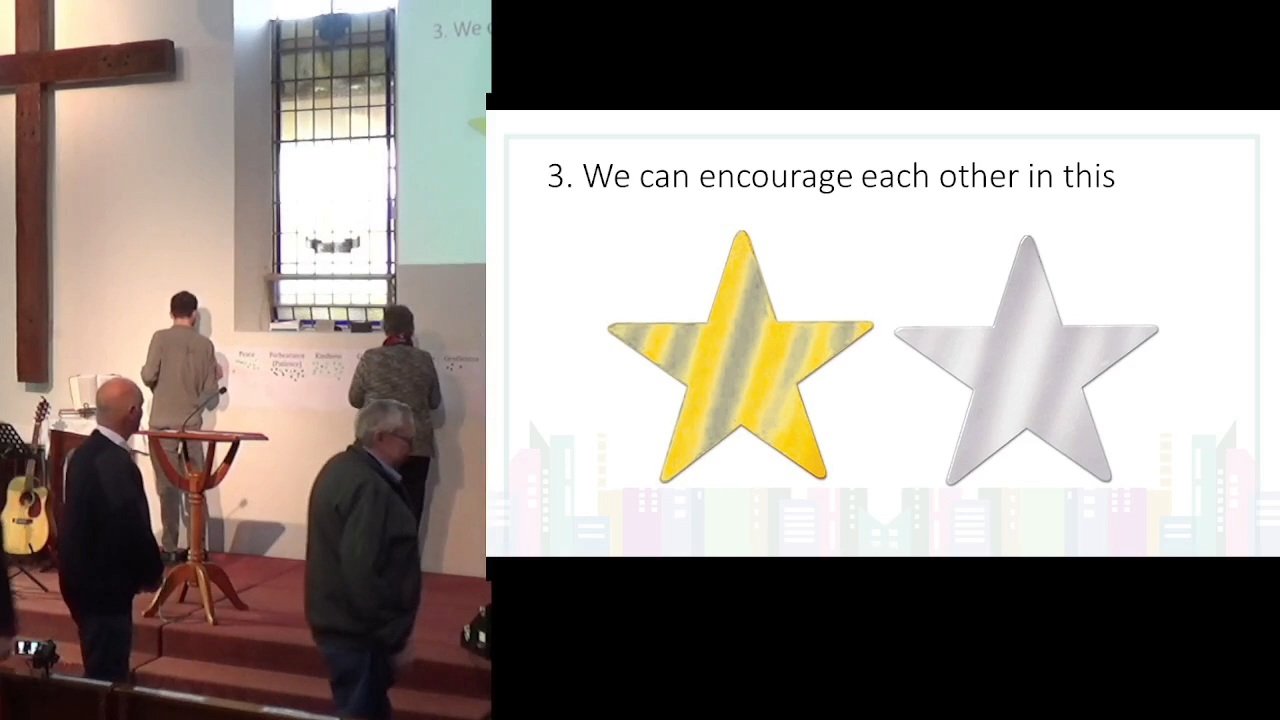 3. We
Peace
Forbearance
(Patience)
Kindness
Gentleness
3. We can encourage each other in this